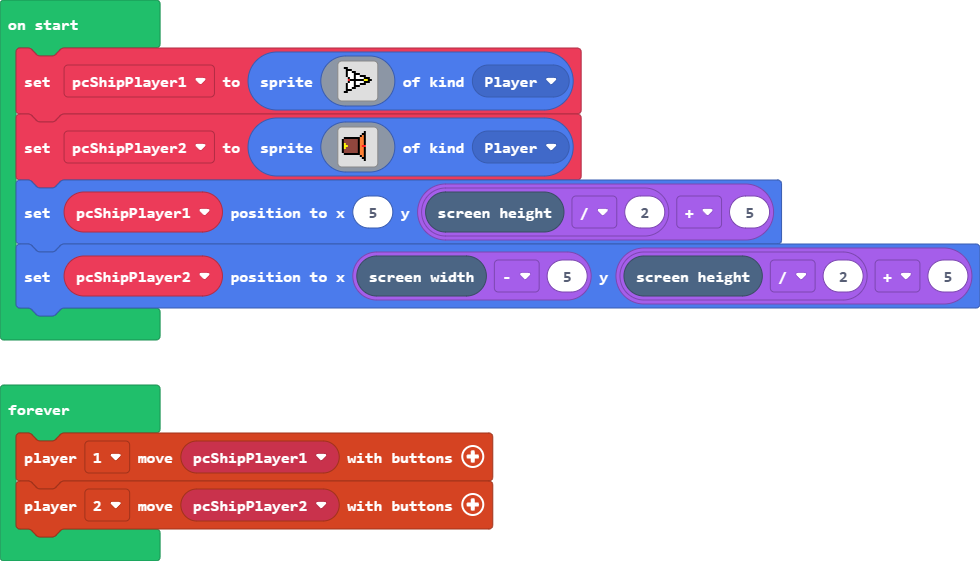 on start
set pcShipPlayer1 to sprite of kind Player
set pcShipPlayer2 to sprite of kind Player
set pcShipPlayer1 position to x 5 y screen height / 2 + 5
set pcShipPlayer2 position to x screen width - 5 y screen height / 2 + 5
forever
player 1 move pcShipPlayer1 with buttons
player 2 move pcShipPlayer2 with buttons